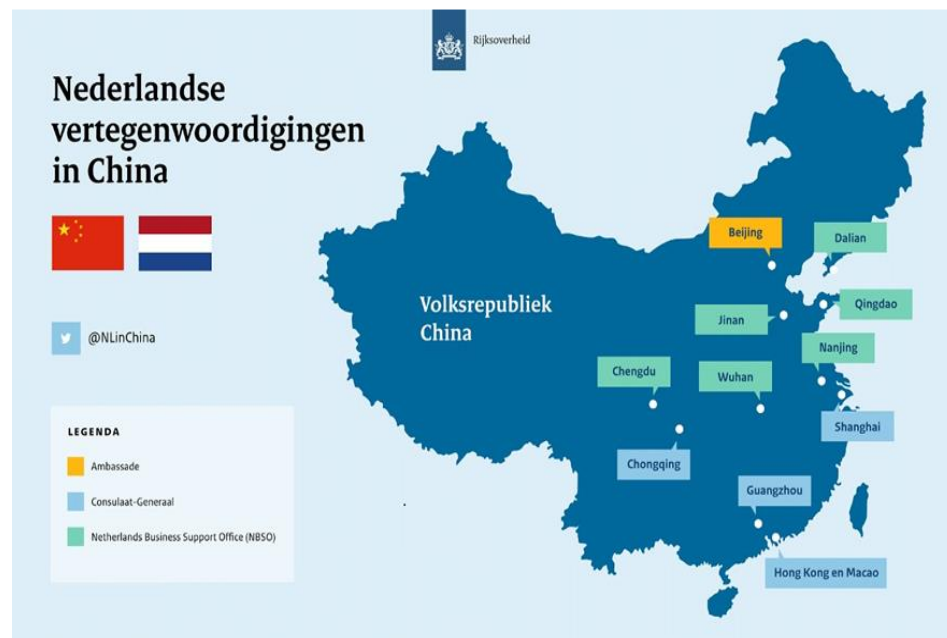 Rijksoverheid
Nederlandse
vertegenwoordigingen
in China
@NLinChina
Volksrepubliek
China
Beijing
Dalian
Qingdao
Jinan
Nanjing
Chengdu
Wuhan
Shanghai
Chongqing
Guangzhou
Hong Kong en Macao
LEGENDA
Ambassade
Consulaat-Generaal
Netherlands Business Support Office (NBSO)